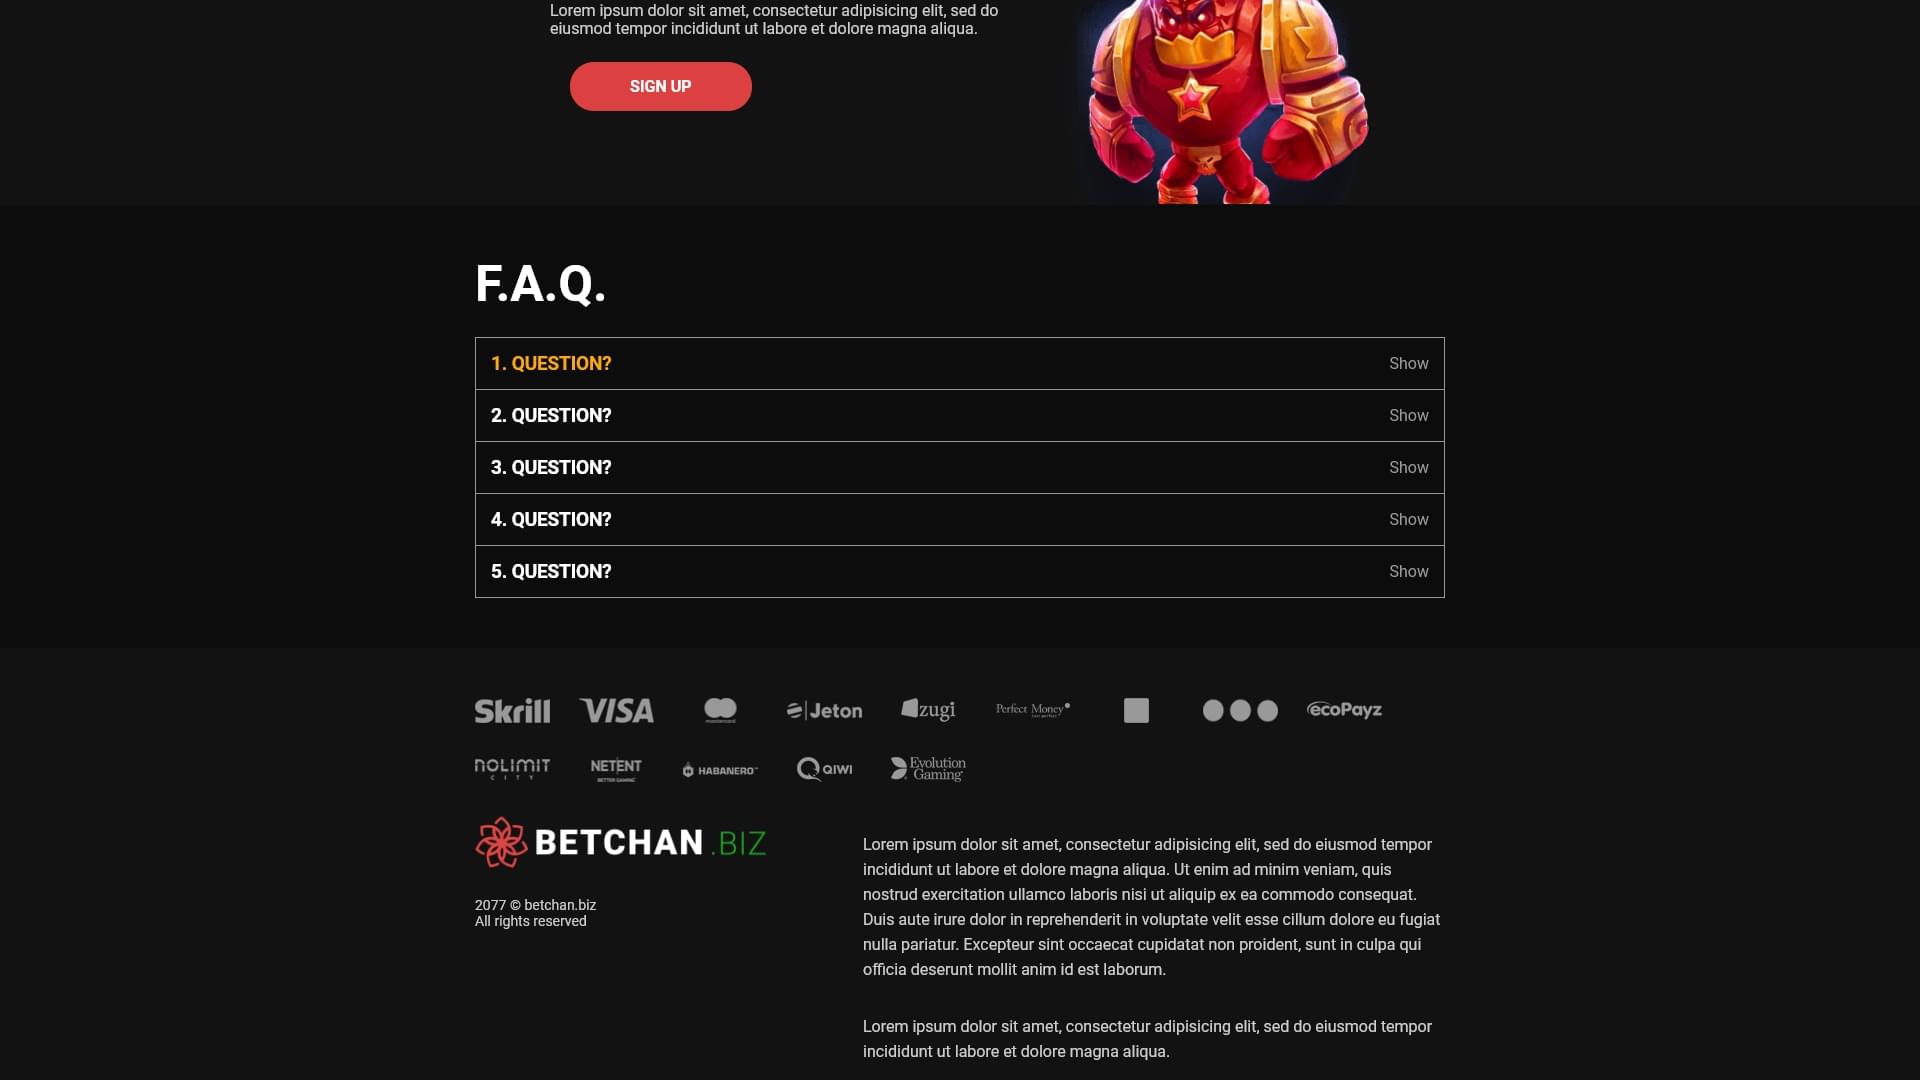 Lorem ipsum dolor sit amet, consectetur adipisicing elit, sed do
eiusmod tempor incididunt ut labore et dolore magna aliqua.
SIGN UP
F.A.Q.
1. QUESTION? Show
2. QUESTION? Show
3. QUESTION? Show
4. QUESTION? Show
5. QUESTION? Show
Skrill VISA mastercard Jeton zugi Perfect Money ecoPayz
NOLIMIT CITY NETENT BETTER GAMING HABANERO QIWI Evolution Gaming
BETCHAN .BIZ
2077 © betchan.biz
All rights reserved
Lorem ipsum dolor sit amet, consectetur adipisicing elit, sed do eiusmod tempor
incididunt ut labore et dolore magna aliqua. Ut enim ad minim veniam, quis
nostrud exercitation ullamco laboris nisi ut aliquip ex ea commodo consequat.
Duis aute irure dolor in reprehenderit in voluptate velit esse cillum dolore eu fugiat
nulla pariatur. Excepteur sint occaecat cupidatat non proident, sunt in culpa qui
officia deserunt mollit anim id est laborum.
Lorem ipsum dolor sit amet, consectetur adipisicing elit, sed do eiusmod tempor
incididunt ut labore et dolore magna aliqua.